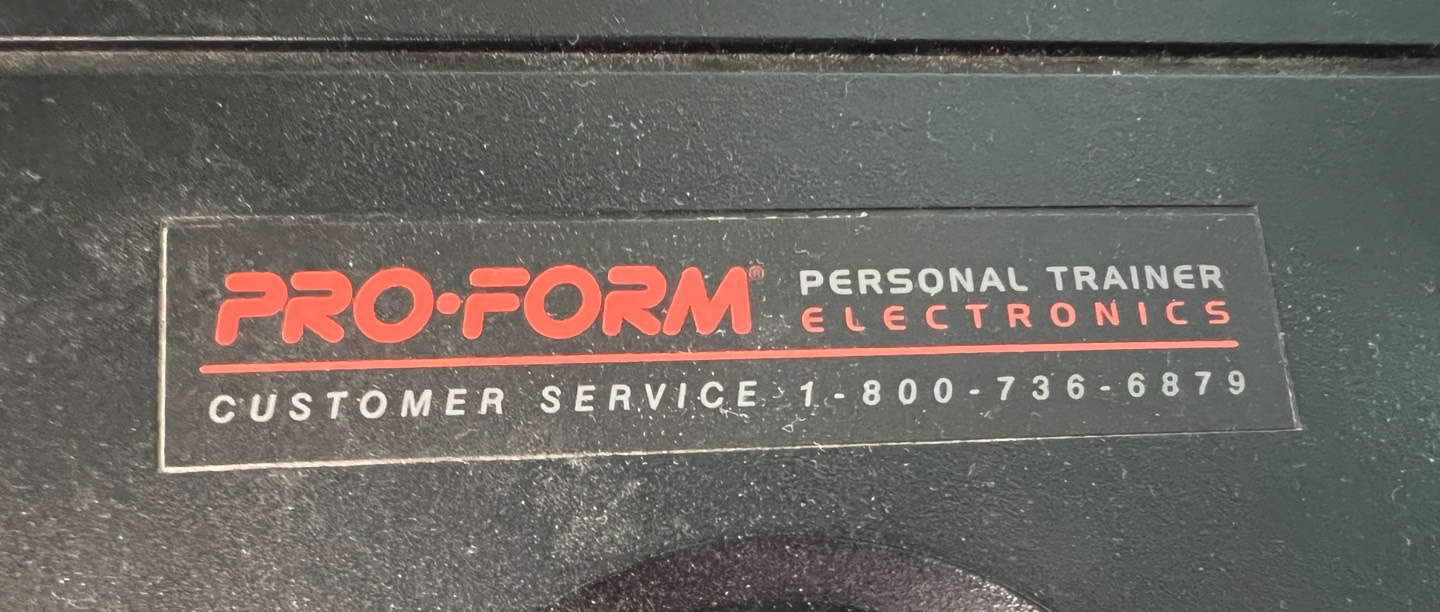 PRO·FORM® PERSONAL TRAINER
ELECTRONICS
CUSTOMER SERVICE 1-800-736-6879